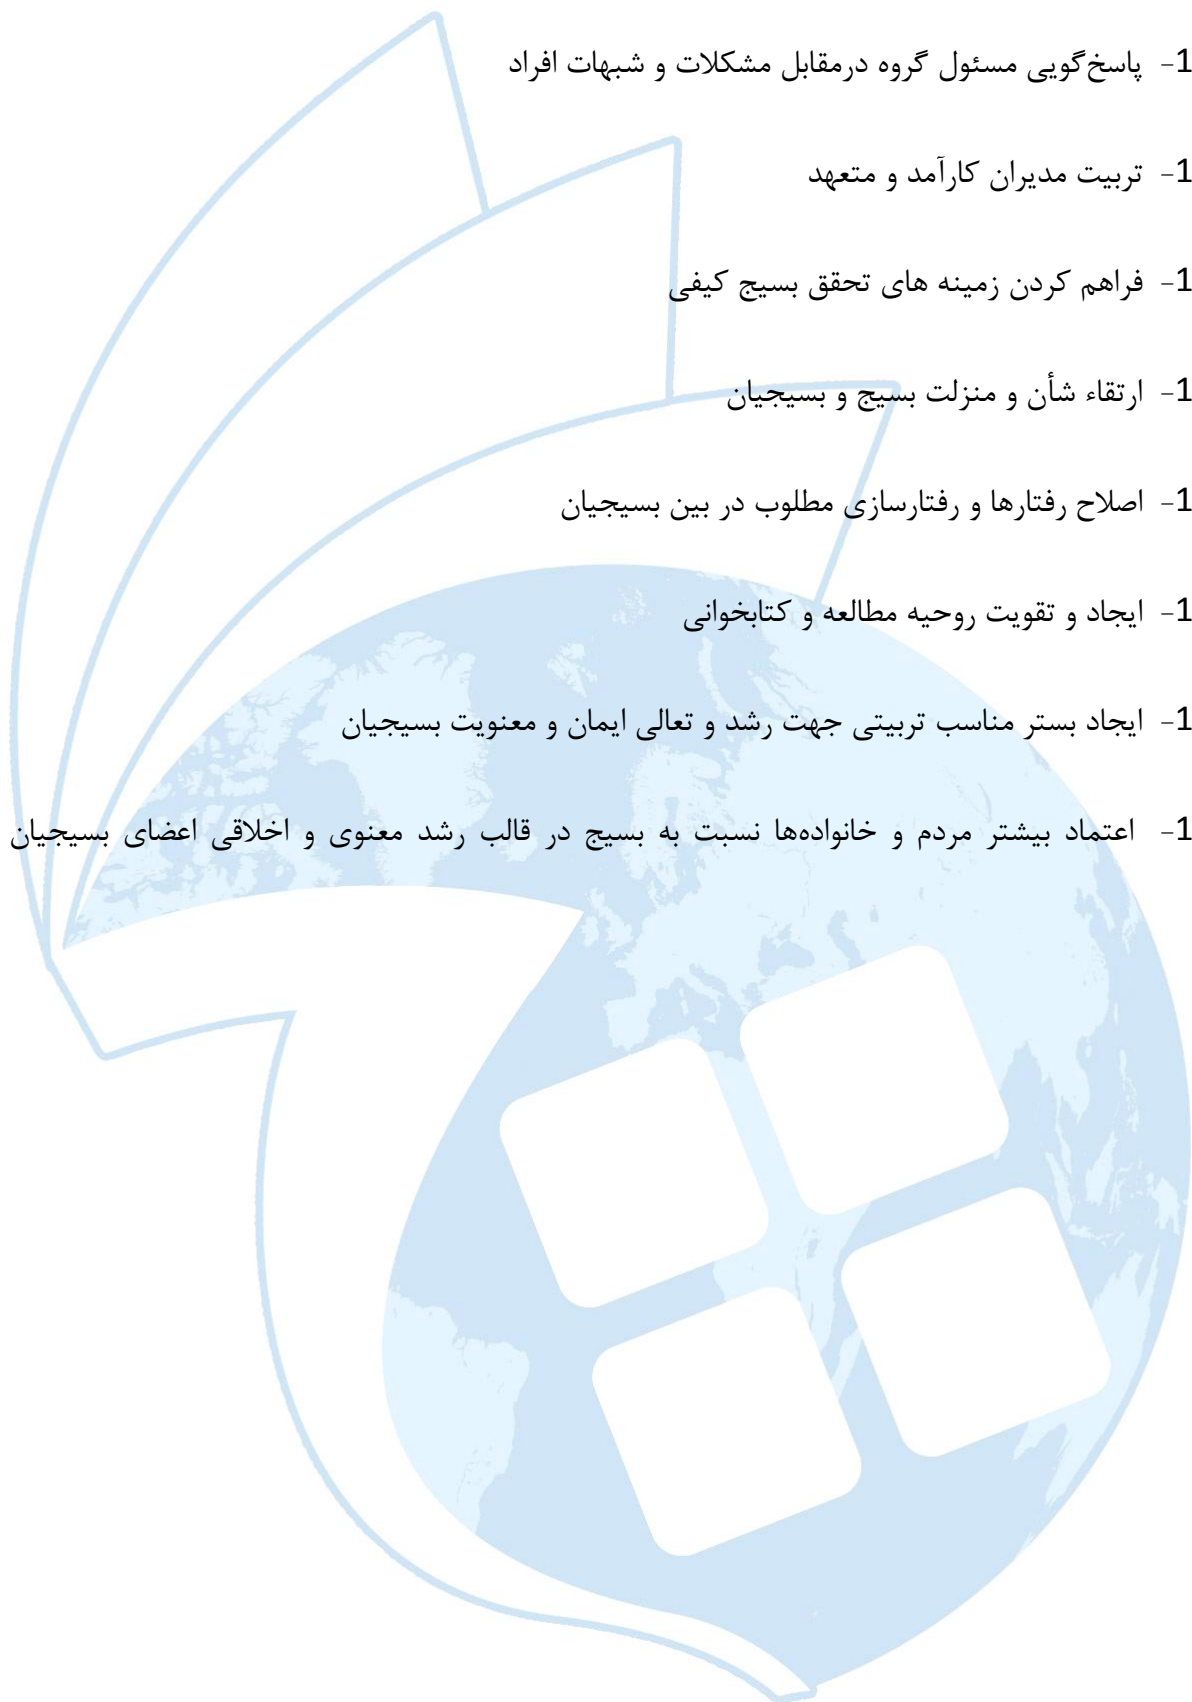 1- پاسخ‌گویی مسئول گروه درمقابل مشکلات و شبهات افراد
1- تربیت مدیران کارآمد و متعهد
1- فراهم کردن زمینه های تحقق بسیج کیفی
1- ارتقاء شأن و منزلت بسیج و بسیجیان
1- اصلاح رفتارها و رفتارسازی مطلوب در بین بسیجیان
1- ایجاد و تقویت روحیه مطالعه و کتابخوانی
1- ایجاد بستر مناسب تربیتی جهت رشد و تعالی ایمان و معنویت بسیجیان
1- اعتماد بیشتر مردم و خانواده‌ها نسبت به بسیج در قالب رشد معنوی و اخلاقی اعضای بسیجیان